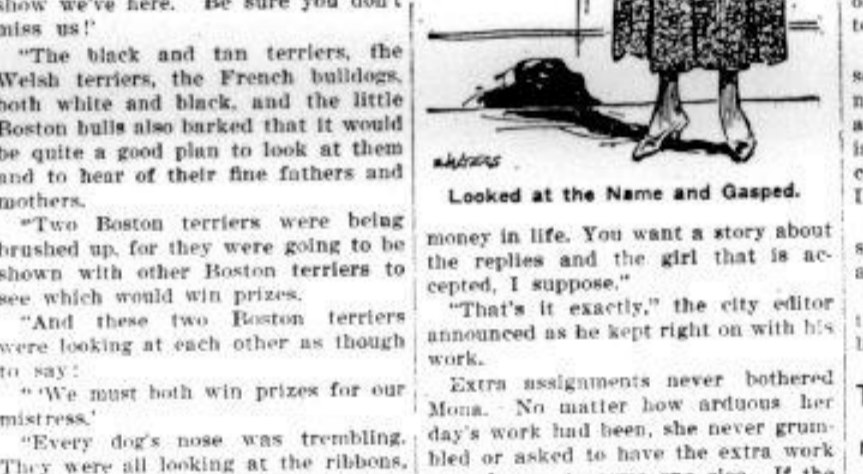 show we've here. Be sure you don't
miss us!'
"The black and tan terriers, the
Welsh terriers, the French bulldogs,
both white and black, and the little
Boston bulls also barked that it would
be quite a good plan to look at them
and to hear of their fine fathers and
mothers.
"Two Boston terriers were being
brushed up, for they were going to be
shown with other Boston terriers to
see which would win prizes.
"And these two Boston terriers
were looking at each other as though
to say:
" 'We must both win prizes for our
mistress.'
"Every dog's nose was trembling.
They were all looking at the ribbons,
Looked at the Name and Gasped.
money in life. You want a story about
the replies and the girl that is ac-
cepted, I suppose."
"That's it exactly," the city editor
announced as he kept right on with his
work.
Extra assignments never bothered
Mona. No matter how arduous her
day's work had been, she never grum-
bled or asked to have the extra work